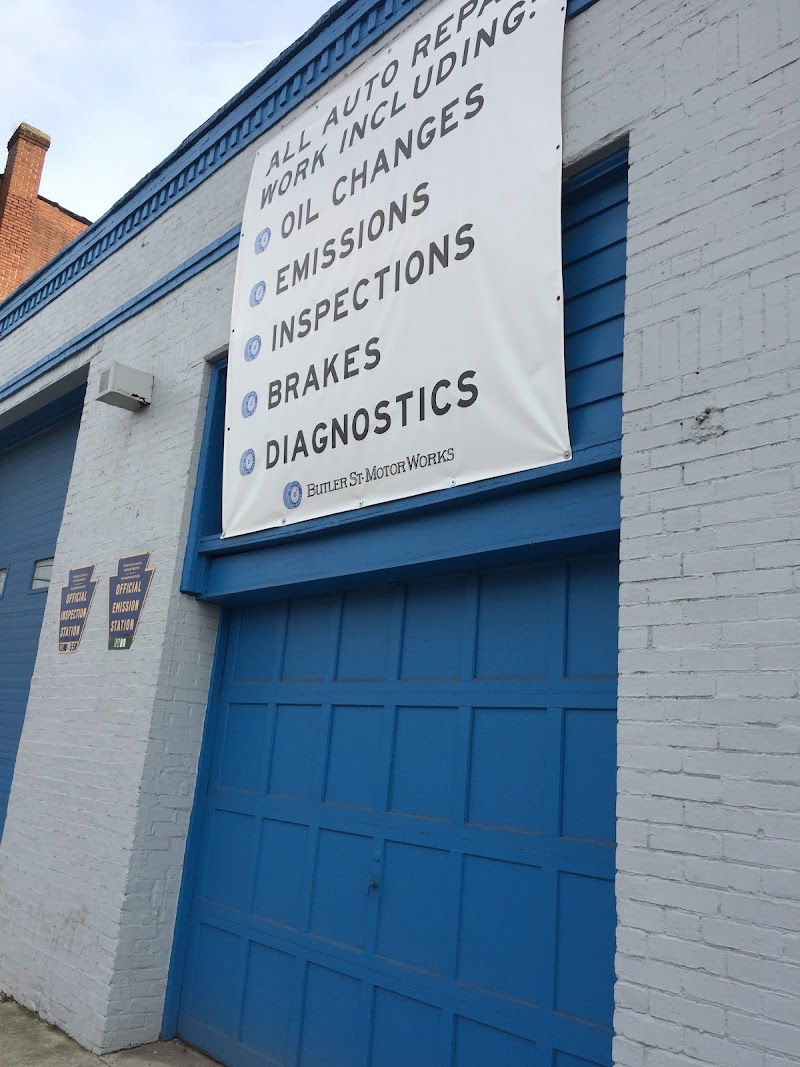 ALL AUTO REPAIR
WORK INCLUDING:
OIL CHANGES
EMISSIONS
INSPECTIONS
BRAKES
DIAGNOSTICS
BUTLER ST. MOTOR WORKS
OFFICIAL
INSPECTION
STATION
OFFICIAL
EMISSION
STATION